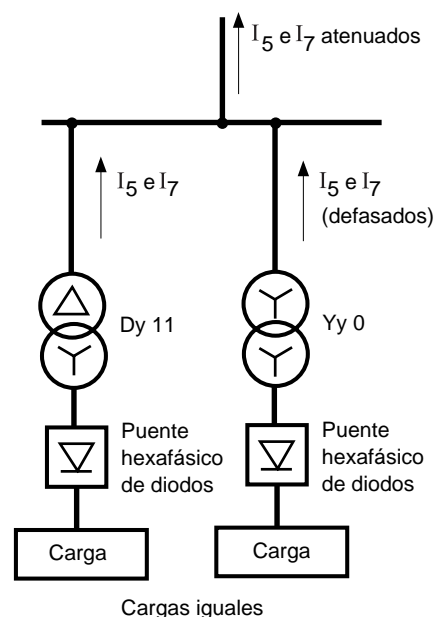 I5 e I7 atenuados
I5 e I7
I5 e I7
(defasados)
Dy 11
Yy 0
Puente
hexafásico
de diodos
Puente
hexafásico
de diodos
Carga
Carga
Cargas iguales